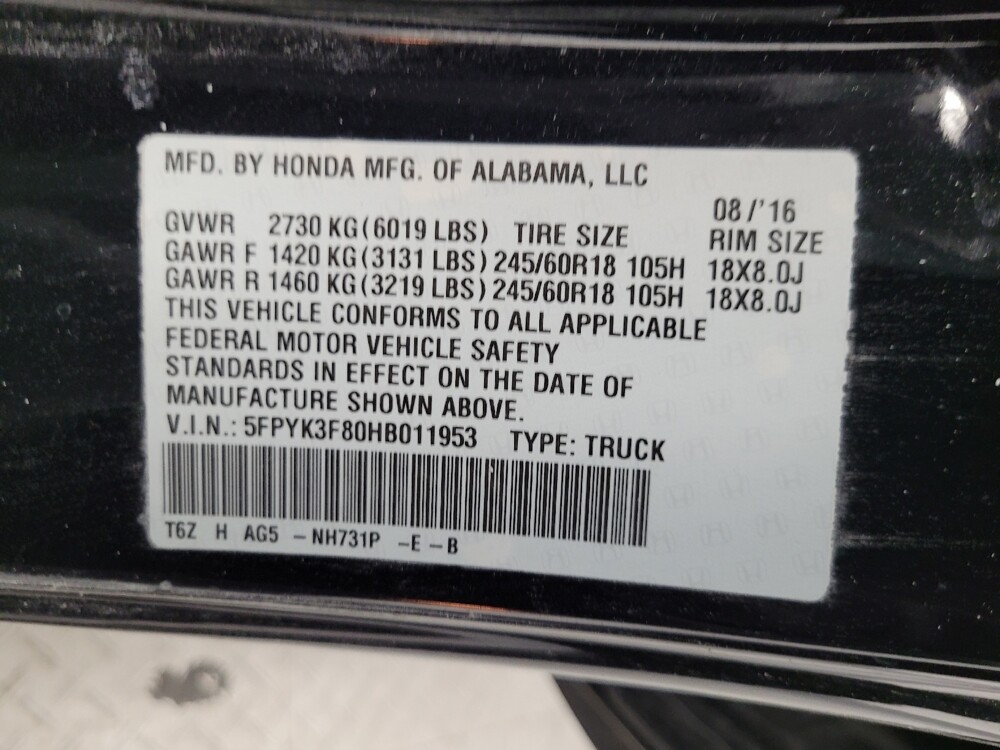 MFD. BY HONDA MFG. OF ALABAMA, LLC
08/'16
GVWR 2730 KG(6019 LBS) TIRE SIZE RIM SIZE
GAWR F 1420 KG(3131 LBS) 245/60R18 105H 18X8.0J
GAWR R 1460 KG(3219 LBS) 245/60R18 105H 18X8.0J
THIS VEHICLE CONFORMS TO ALL APPLICABLE
FEDERAL MOTOR VEHICLE SAFETY
STANDARDS IN EFFECT ON THE DATE OF
MANUFACTURE SHOWN ABOVE.
V.I.N.: 5FPYK3F80HB011953 TYPE: TRUCK
T6Z H AG5 -NH731P -E-B